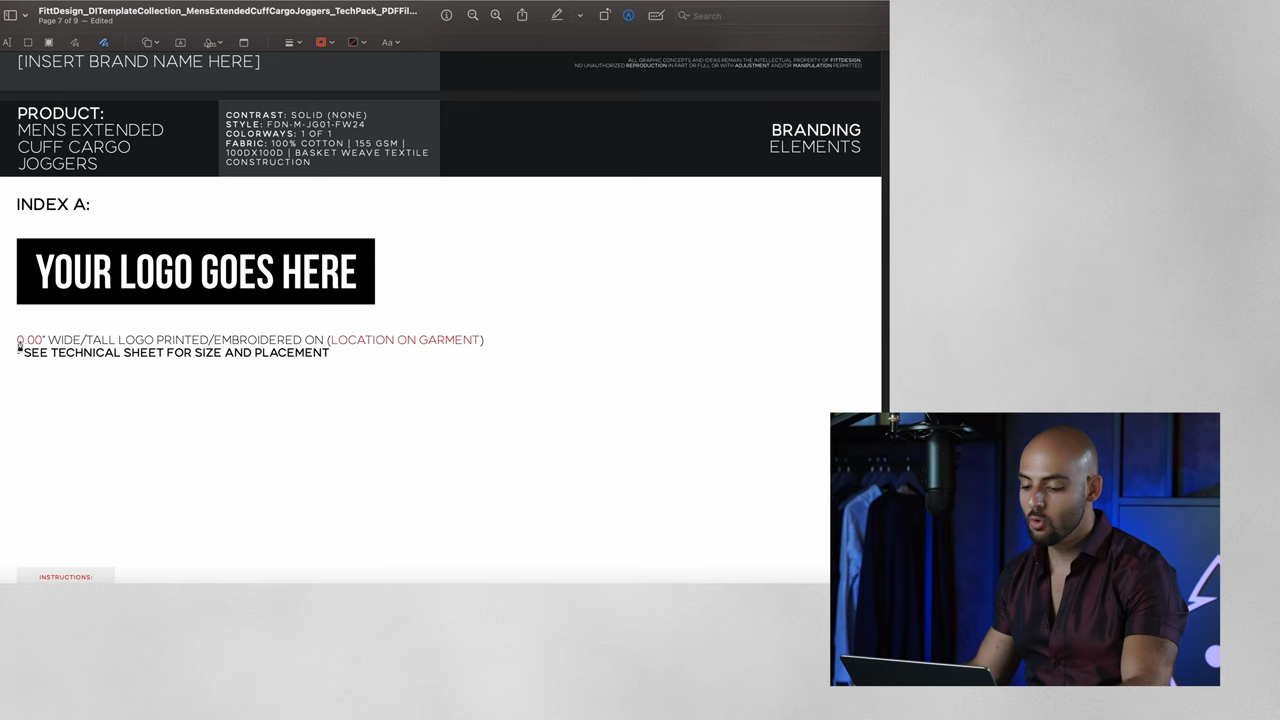 FittDesign_DITemplateCollection_MensExtendedCuffCargoJoggers_TechPack_PDFFil...
Page 7 of 9 — Edited
Search
Aa
[INSERT BRAND NAME HERE]
ALL GRAPHIC CONCEPTS AND IDEAS REMAIN THE INTELLECTUAL PROPERTY OF FITTDESIGN.
NO UNAUTHORIZED REPRODUCTION IN PART OR FULL OR WITH ADJUSTMENT AND/OR MANIPULATION PERMITTED
PRODUCT:
MENS EXTENDED
CUFF CARGO
JOGGERS
CONTRAST: SOLID (NONE)
STYLE: FDN-M-JG01-FW24
COLORWAYS: 1 OF 1
FABRIC: 100% COTTON | 155 GSM |
100DX100D | BASKET WEAVE TEXTILE
CONSTRUCTION
BRANDING
ELEMENTS
INDEX A:
YOUR LOGO GOES HERE
0.00" WIDE/TALL LOGO PRINTED/EMBROIDERED ON (LOCATION ON GARMENT)
*SEE TECHNICAL SHEET FOR SIZE AND PLACEMENT
INSTRUCTIONS: